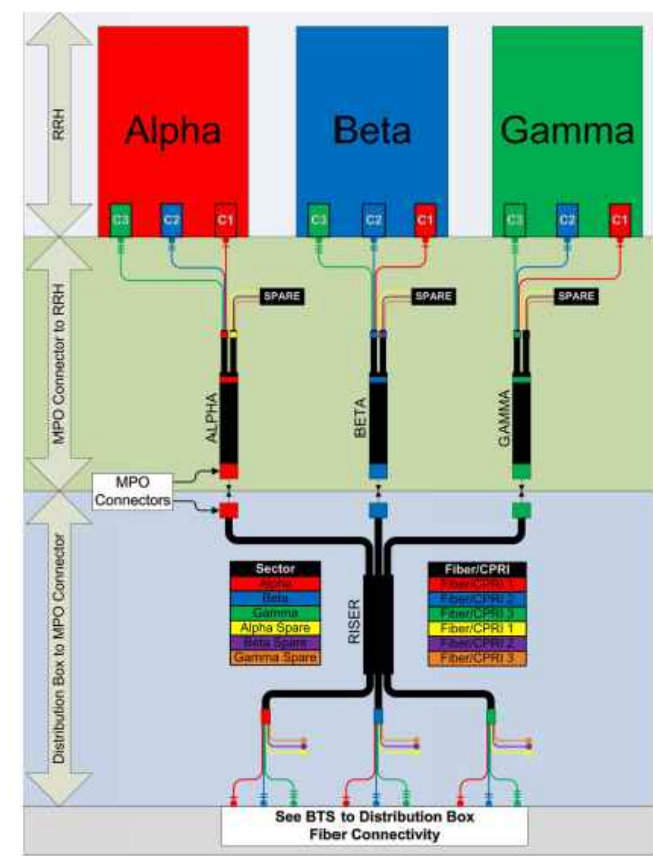 RRH
Alpha
Beta
Gamma
C3 C2 C1
C3 C2 C1
C3 C2 C1
MPO Connector to RRH
SPARE
SPARE
SPARE
ALPHA
BETA
GAMMA
MPO
Connectors
Distribution Box to MPO Connector
Sector
Alpha
Beta
Gamma
Alpha Spare
Beta Spare
Gamma Spare
RISER
Fiber/CPRI
Fiber/CPRI 1
Fiber/CPRI 2
Fiber/CPRI 3
Fiber/CPRI 1
Fiber/CPRI 2
Fiber/CPRI 3
See BTS to Distribution Box
Fiber Connectivity